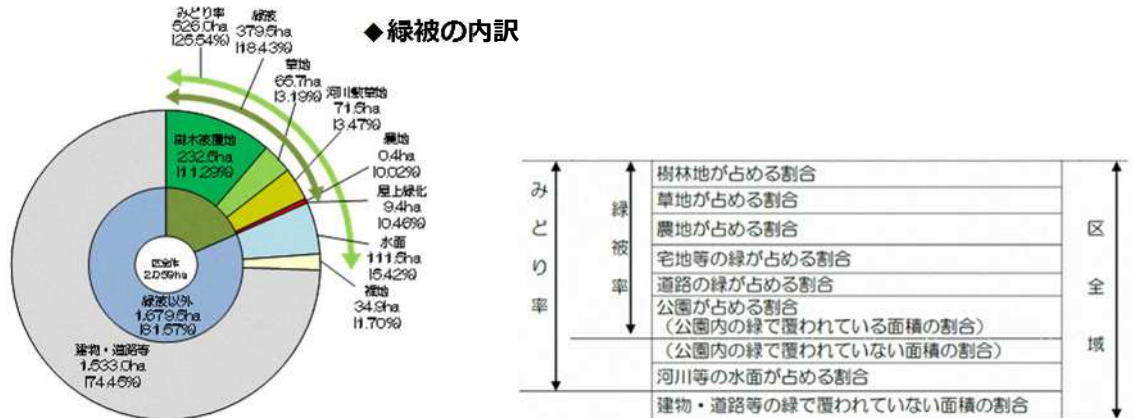 ◆緑被の内訳
みどり率
526.0ha
(25.54%)
緑被
379.5ha
(18.43%)
草地
65.7ha
(3.19%)
河川敷草地
71.5ha
(3.47%)
農地
0.4ha
(0.02%)
屋上緑化
9.4ha
(0.46%)
水面
111.5ha
(5.42%)
裸地
34.9ha
(1.70%)
樹木被覆地
232.5ha
(11.29%)
区全体
2,059ha
緑被以外
1,679.5ha
(81.57%)
建物・道路等
1,533.0ha
(74.46%)
みどり率
緑被率
樹林地が占める割合
草地が占める割合
農地が占める割合
宅地等の緑が占める割合
道路の緑が占める割合
公園が占める割合
(公園内の緑で覆われている面積の割合)
(公園内の緑で覆われていない面積の割合)
河川等の水面が占める割合
建物・道路等の緑で覆われていない面積の割合
区全域